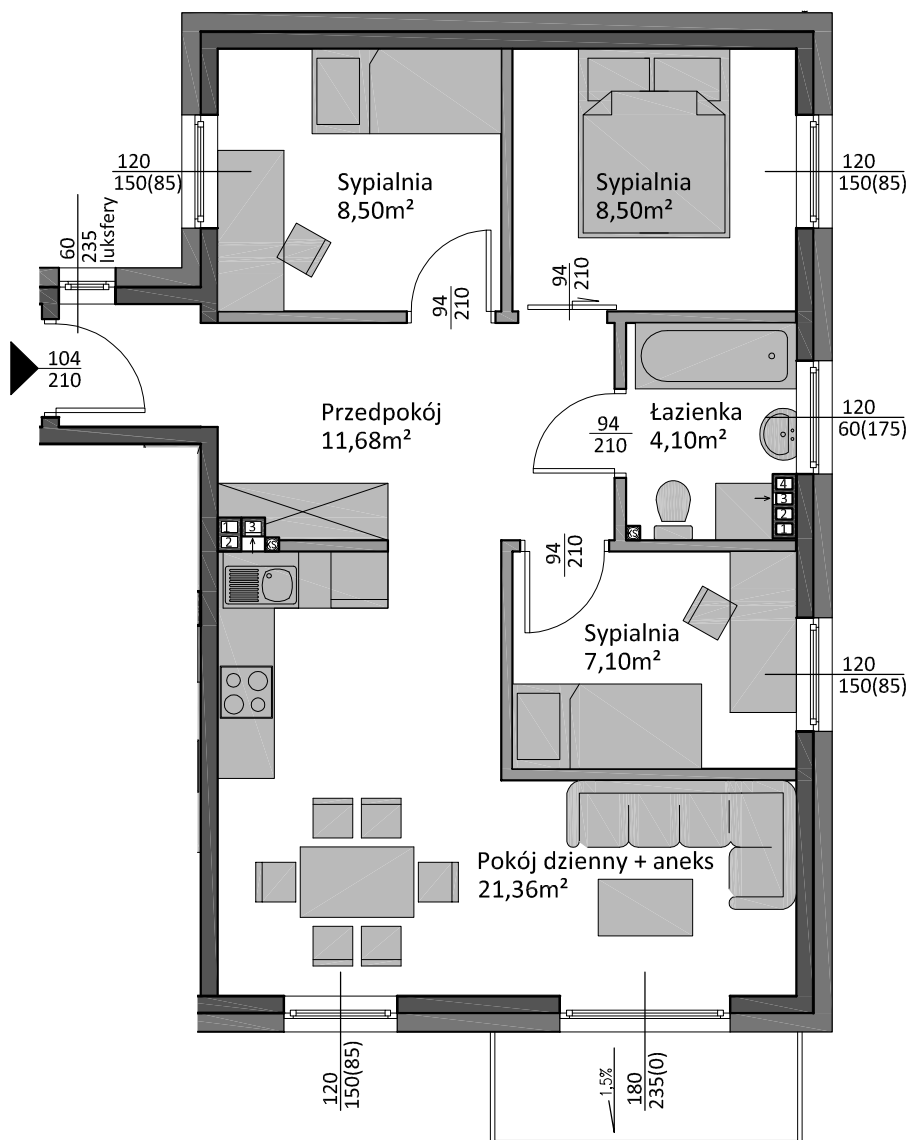 120
150(85)
Sypialnia
8,50m²
Sypialnia
8,50m²
120
150(85)
60
235
luksfery
94
210
94
210
104
210
Przedpokój
11,68m²
94
210
Łazienka
4,10m²
120
60(175)
1
3
2
KS
KS
4
3
2
1
94
210
Sypialnia
7,10m²
120
150(85)
Pokój dzienny + aneks
21,36m²
120
150(85)
1,5%
180
235(0)